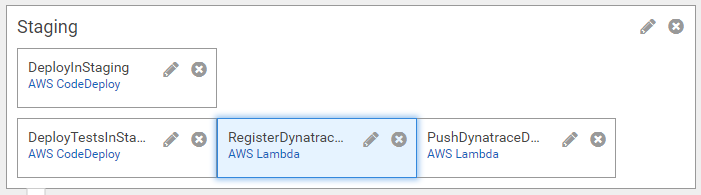 Staging
DeployInStaging
AWS CodeDeploy
DeployTestsInSta...
AWS CodeDeploy
RegisterDynatrac...
AWS Lambda
PushDynatraceD...
AWS Lambda